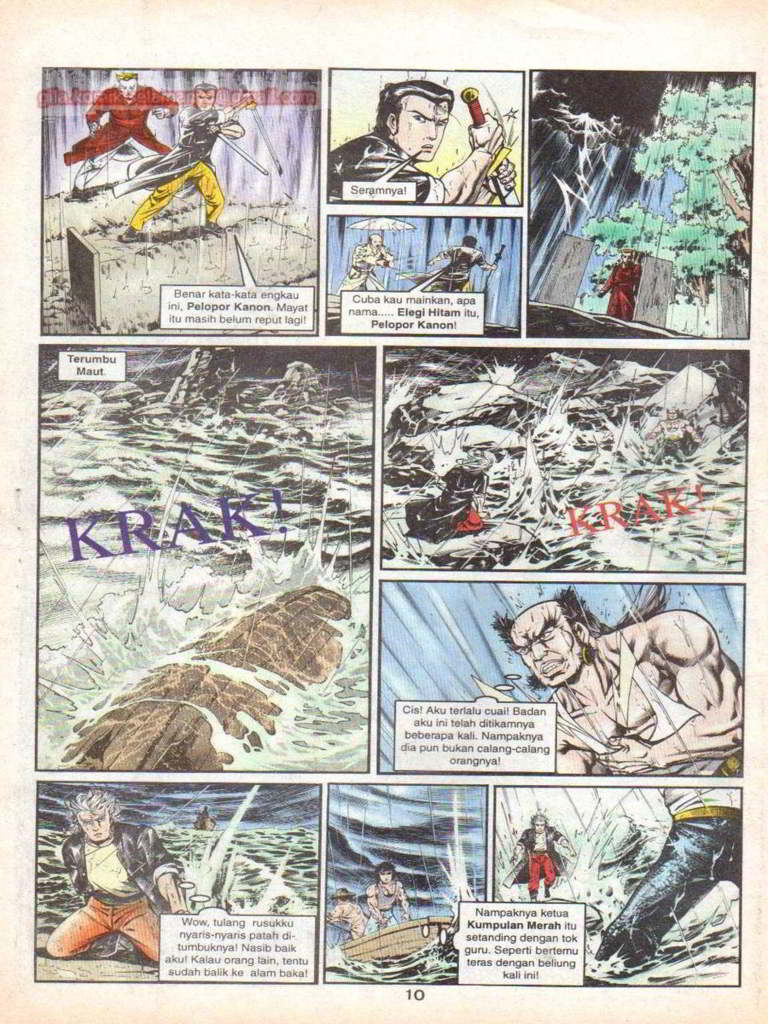 gilakomikselamanya@gmail.com
Benar kata-kata engkau
ini, Pelopor Kanon. Mayat
itu masih belum reput lagi!
Seramnya!
Cuba kau mainkan, apa
nama..... Elegi Hitam itu,
Pelopor Kanon!
Terumbu
Maut.
KRAK!
KRAK!
Cis! Aku terlalu cuai! Badan
aku ini telah ditikamnya
beberapa kali. Nampaknya
dia pun bukan calang-calang
orangnya!
Wow, tulang rusukku
nyaris-nyaris patah di-
tumbuknya! Nasib baik
aku! Kalau orang lain, tentu
sudah balik ke alam baka!
Nampaknya ketua
Kumpulan Merah itu
setanding dengan tok
guru. Seperti bertemu
teras dengan beliung
kali ini!
10